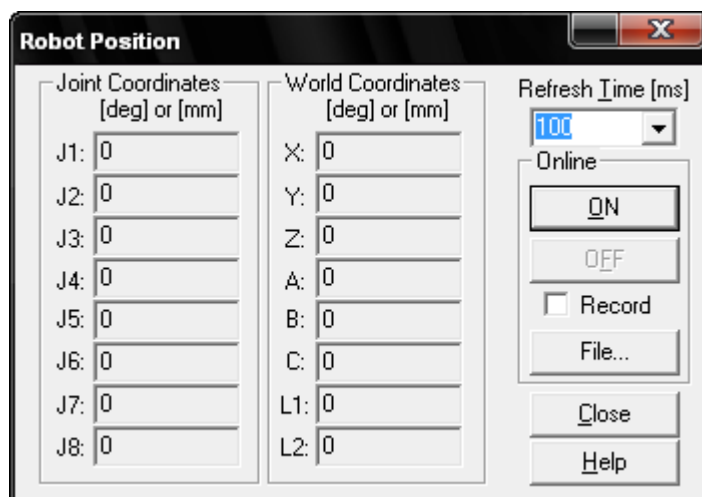 Robot Position
Joint Coordinates
[deg] or [mm]
J1: 0
J2: 0
J3: 0
J4: 0
J5: 0
J6: 0
J7: 0
J8: 0
World Coordinates
[deg] or [mm]
X: 0
Y: 0
Z: 0
A: 0
B: 0
C: 0
L1: 0
L2: 0
Refresh Time [ms]
100
Online
ON
OFF
Record
File...
Close
Help